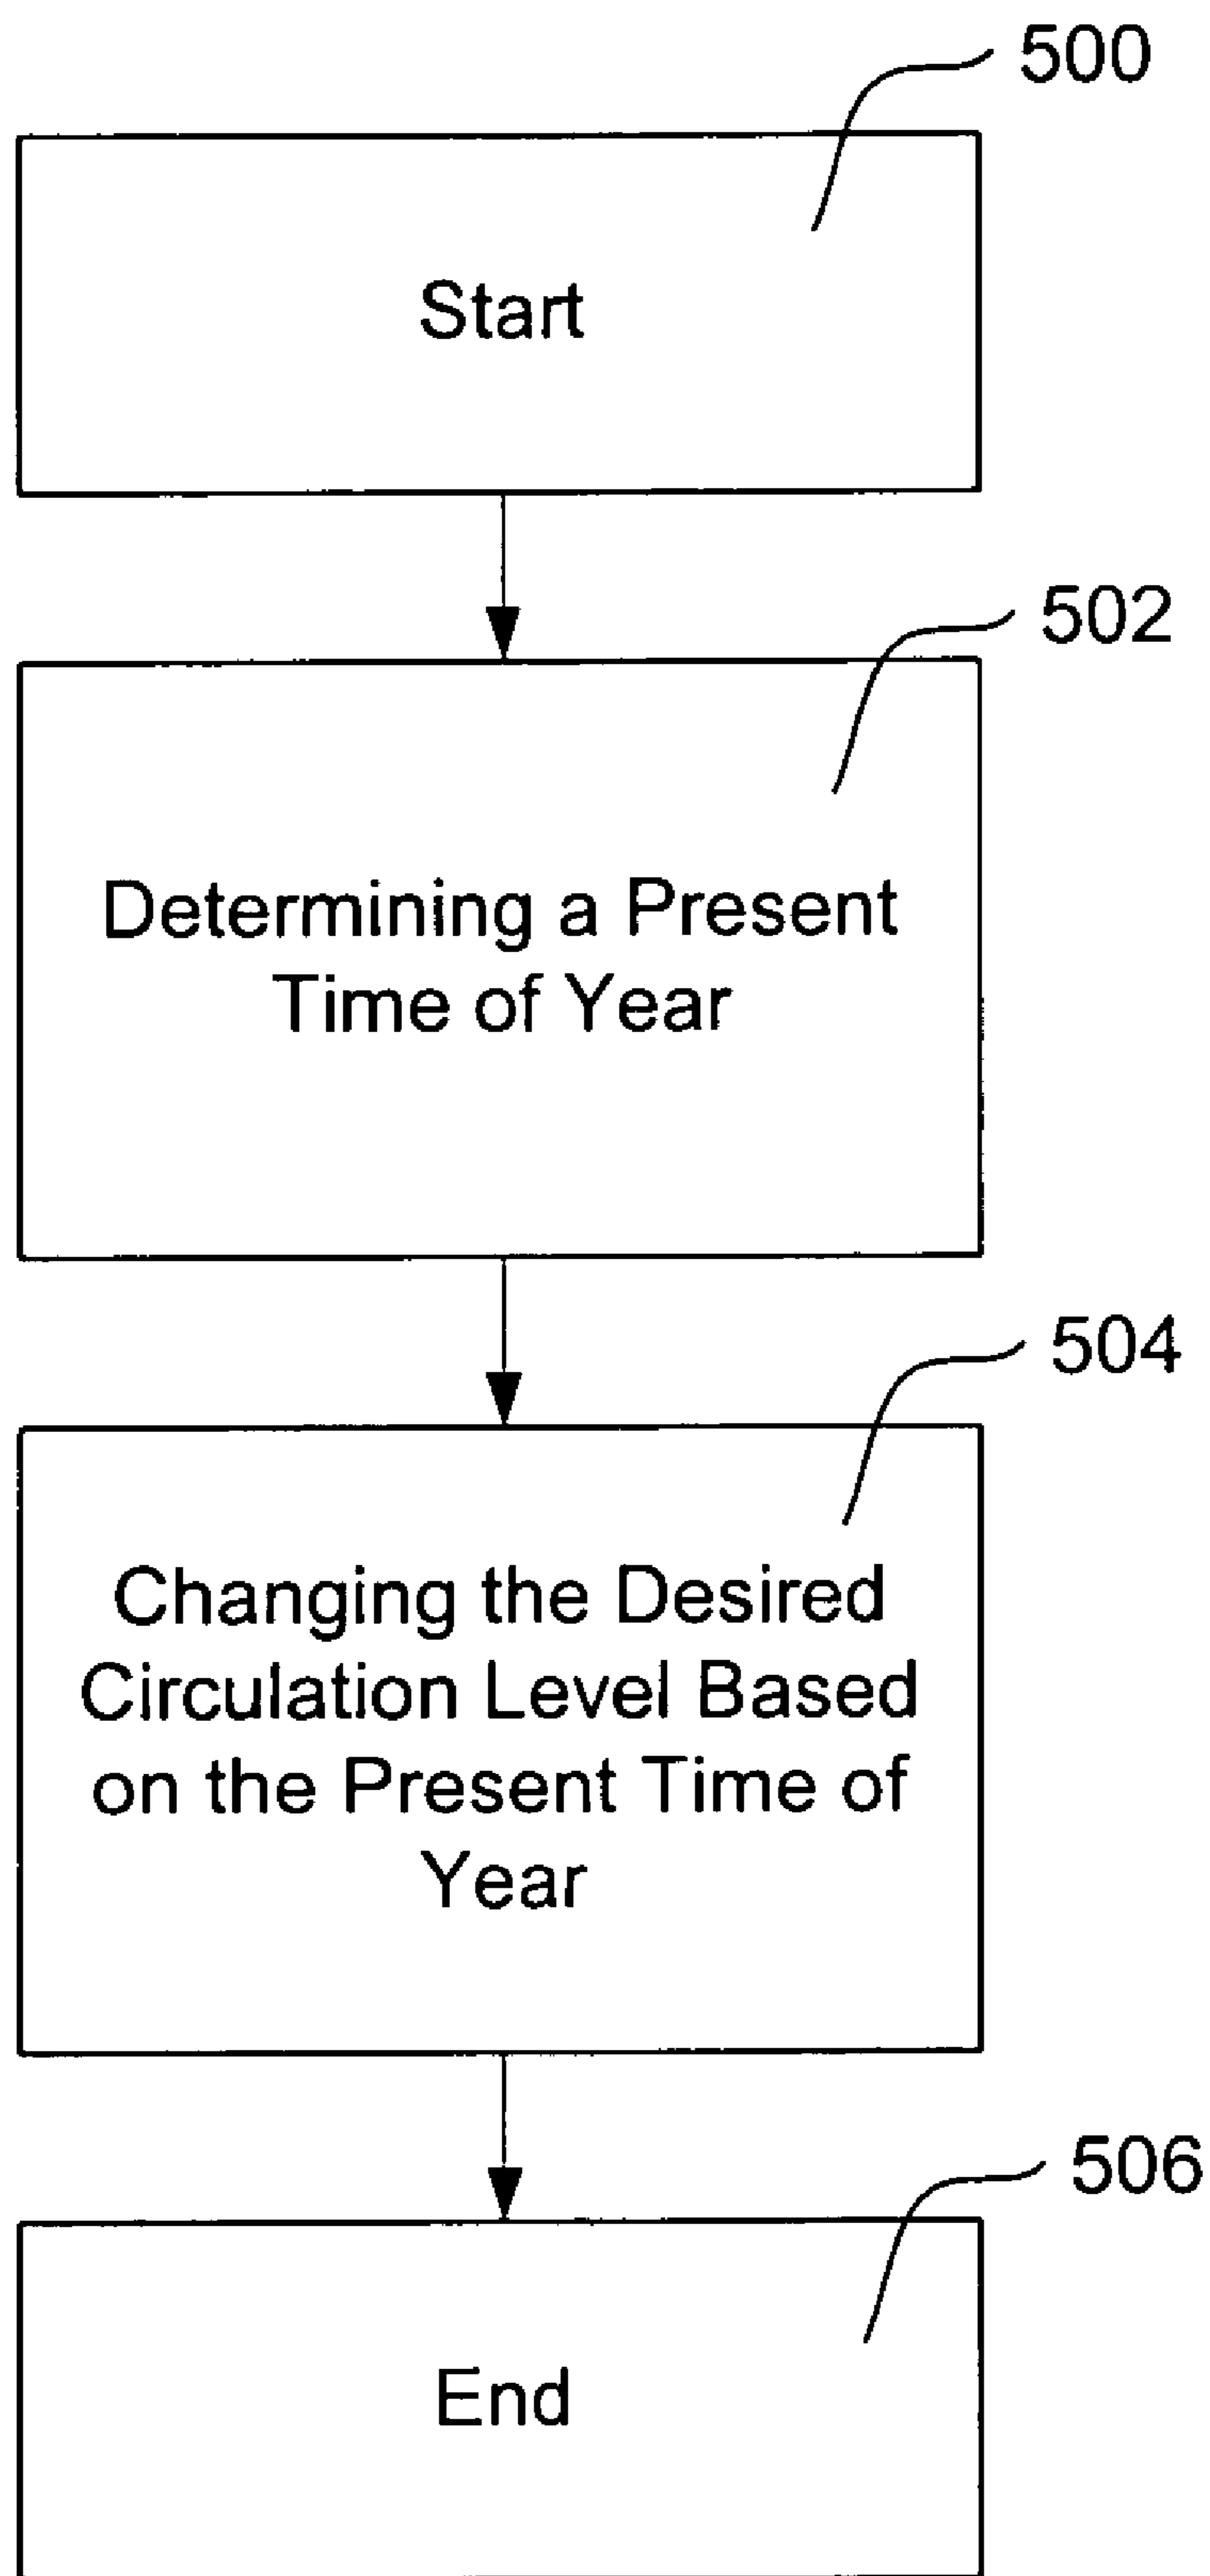 500
Start
502
Determining a Present
Time of Year
504
Changing the Desired
Circulation Level Based
on the Present Time of
Year
506
End